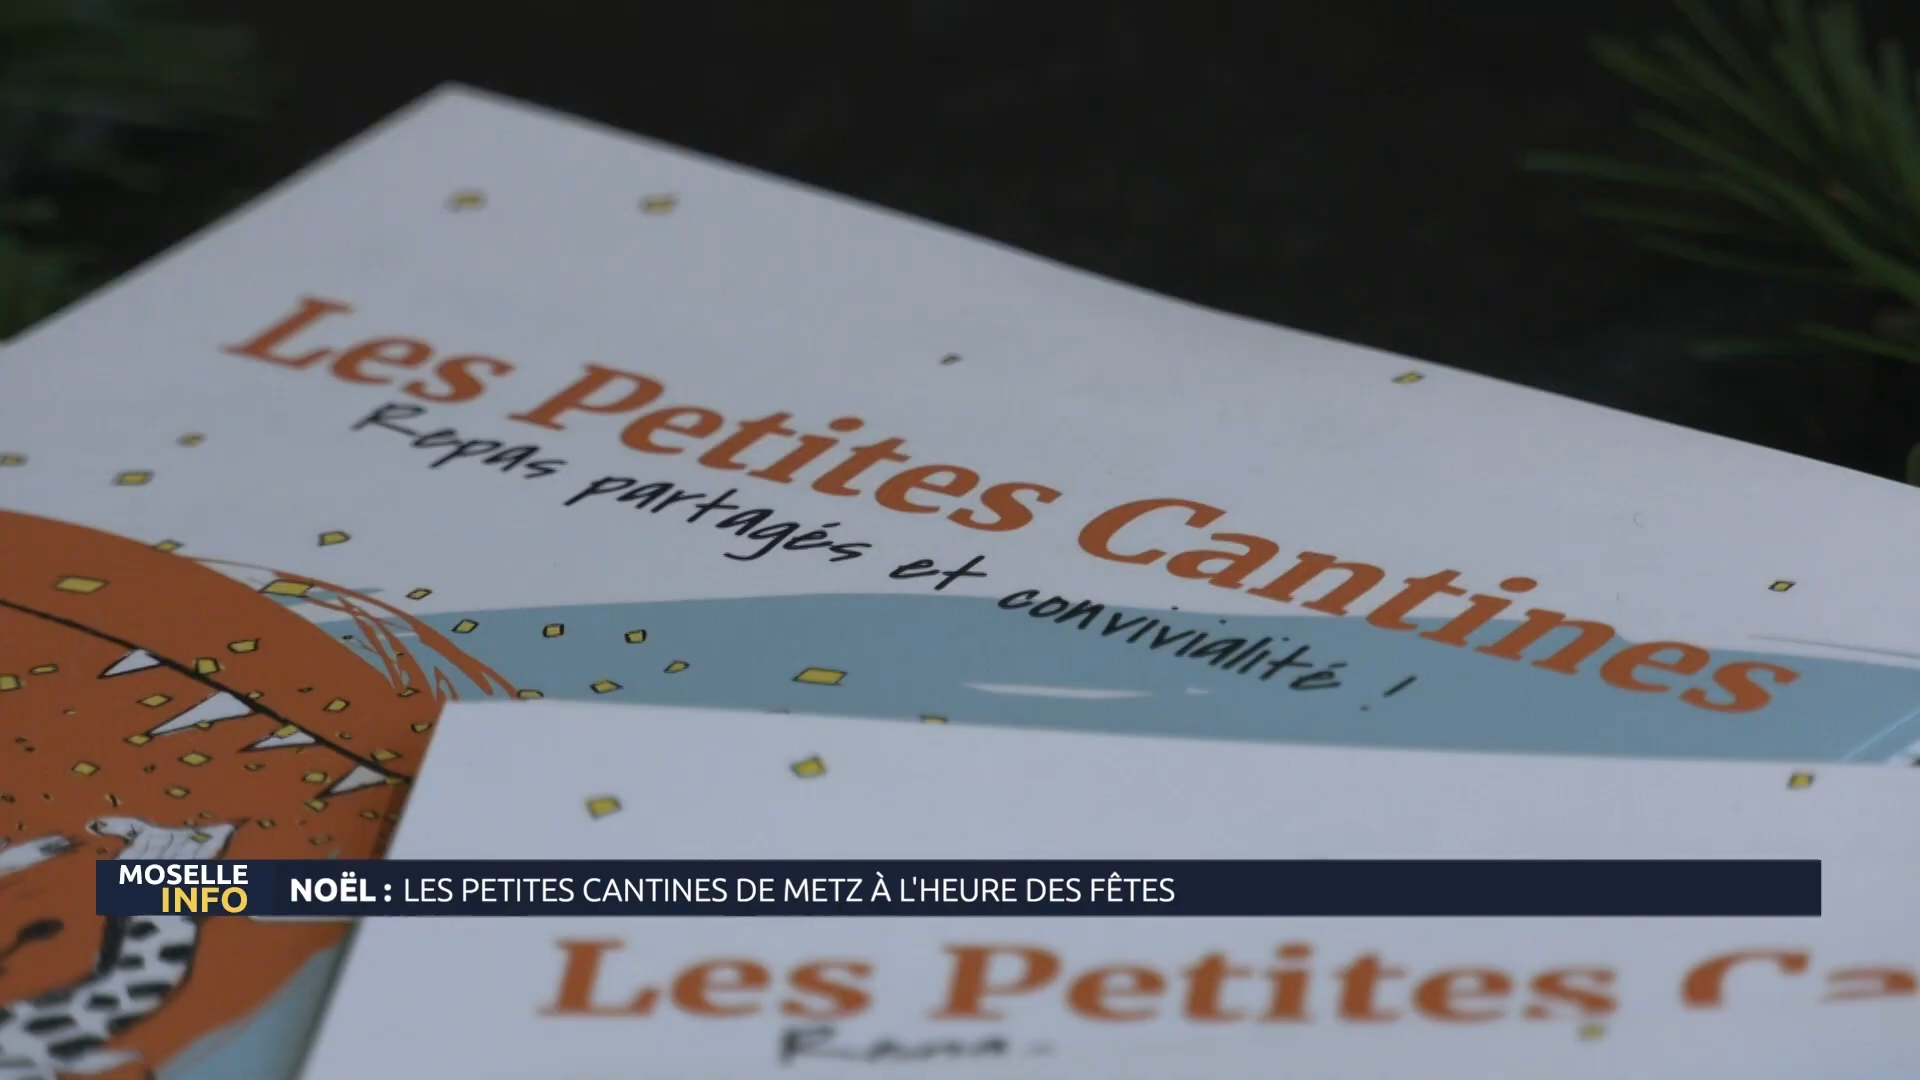 Les Petites Cantines
Repas partagés et convivialité !
MOSELLE
INFO
NOËL : LES PETITES CANTINES DE METZ À L'HEURE DES FÊTES
Les Petites